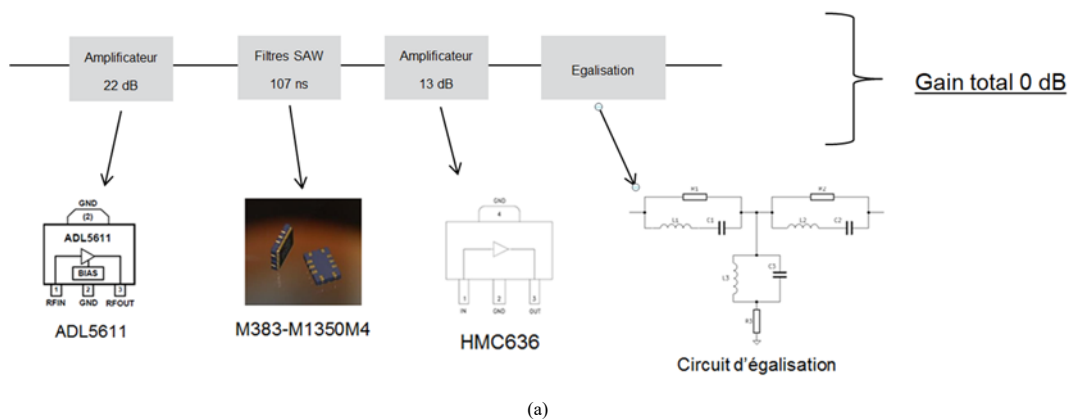 Amplificateur
22 dB
Filtres SAW
107 ns
Amplificateur
13 dB
Egalisation
Gain total 0 dB
GND
(2)
ADL5611
BIAS
1 2 3
RFIN GND RFOUT
ADL5611
M383-M1350M4
GND
4
1 2 3
IN GND OUT
HMC636
R1
L1 C1
R2
L2 C2
L3 C3
R3
Circuit d'égalisation
(a)